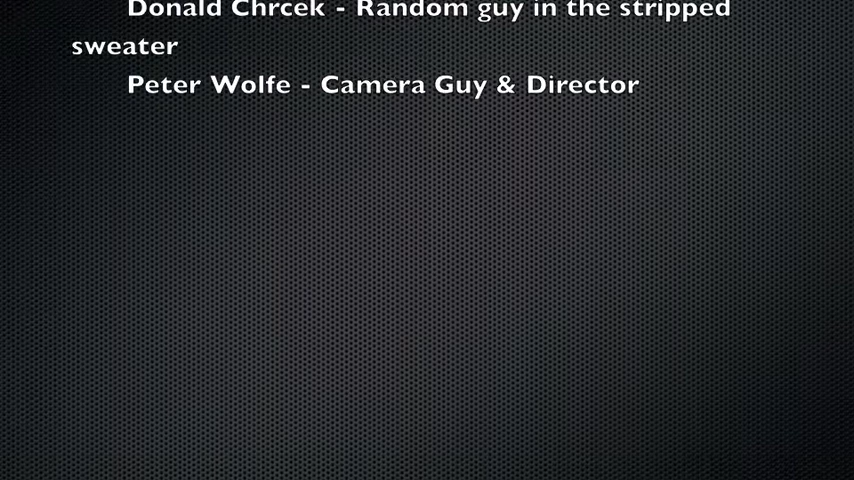 Donald Chrcek - Random guy in the stripped
sweater
Peter Wolfe - Camera Guy & Director